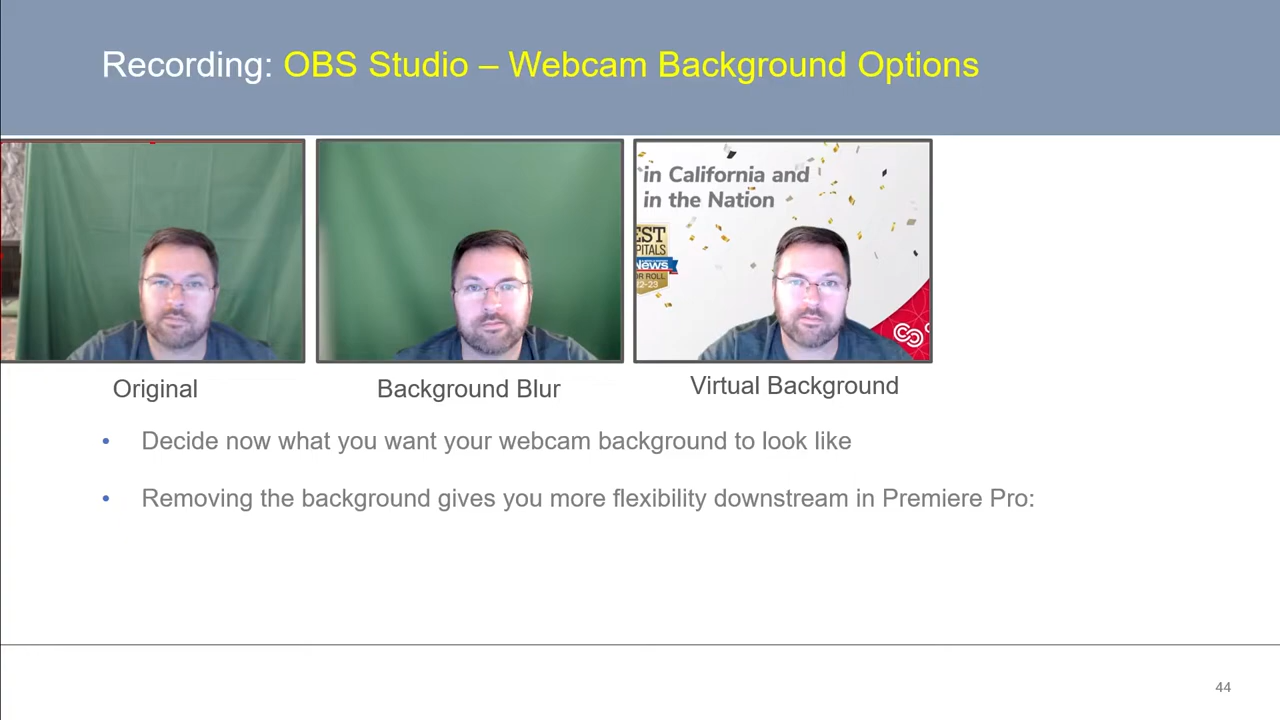 Recording: OBS Studio – Webcam Background Options
in California and
in the Nation
EST
PITALS
News
OR ROLL
2-23
Original
Background Blur
Virtual Background
• Decide now what you want your webcam background to look like
• Removing the background gives you more flexibility downstream in Premiere Pro:
44